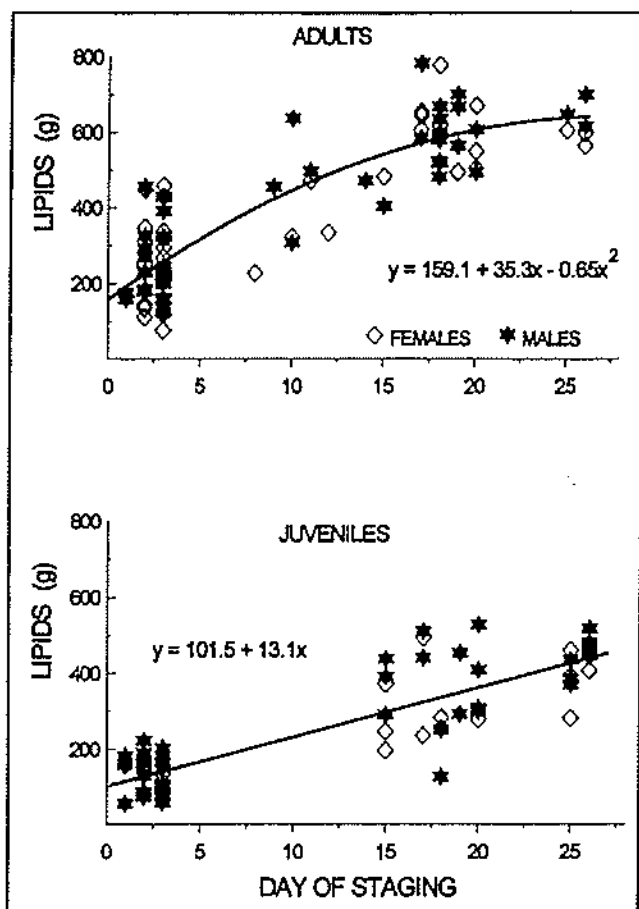 ADULTS
800
600
400
200
LIPIDS (g)
y = 159.1 + 35.3x - 0.65x²
FEMALES MALES
0 5 10 15 20 25
JUVENILES
800
600
400
200
LIPIDS (g)
y = 101.5 + 13.1x
0 5 10 15 20 25
DAY OF STAGING